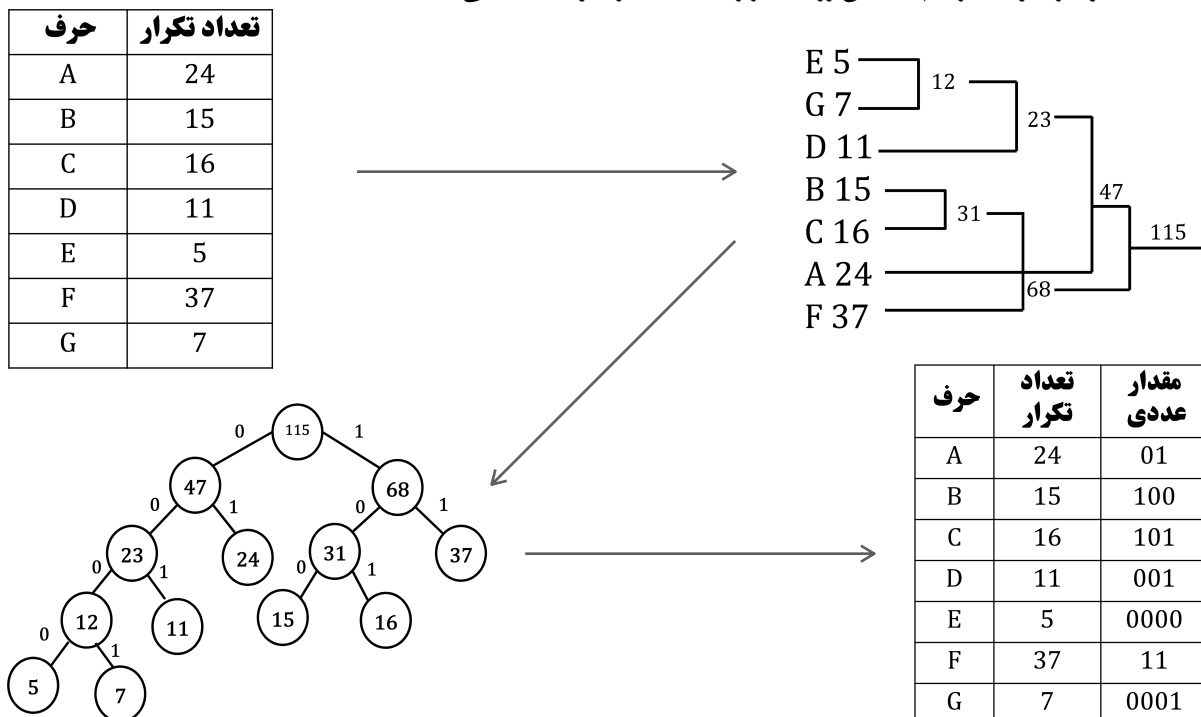 حرف تعداد تکرار
A 24
B 15
C 16
D 11
E 5
F 37
G 7
E 5
G 7
D 11
B 15
C 16
A 24
F 37
12
23
31
47
68
115
115
0 1
47 68
0 1 0 1
23 24 31 37
0 1 0 1
12 11 15 16
0 1
5 7
حرف تعداد تکرار مقدار عددی
A 24 01
B 15 100
C 16 101
D 11 001
E 5 0000
F 37 11
G 7 0001